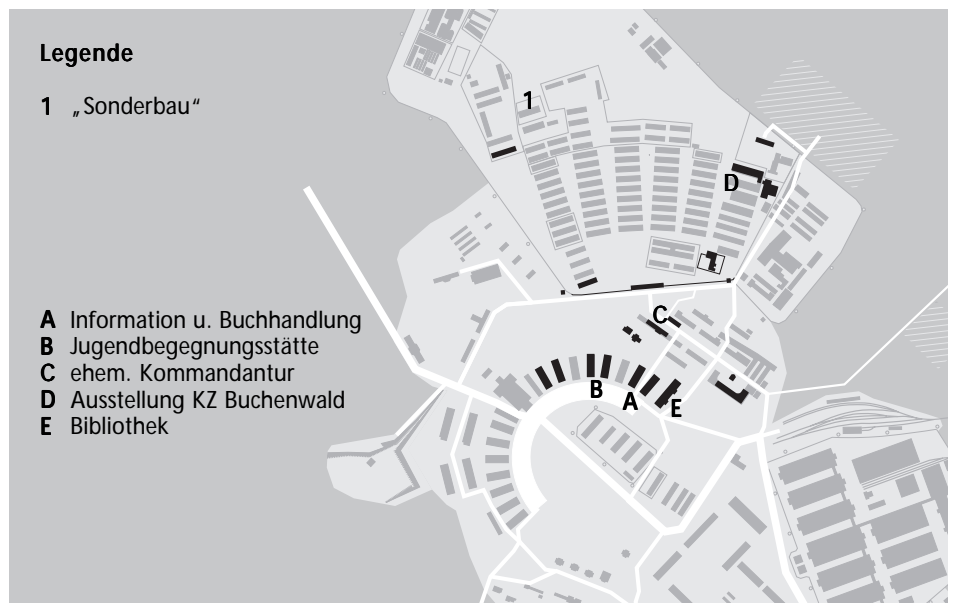 Legende
1 „Sonderbau“
A Information u. Buchhandlung
B Jugendbegegnungsstätte
C ehem. Kommandantur
D Ausstellung KZ Buchenwald
E Bibliothek
1
D
C
B
A
E